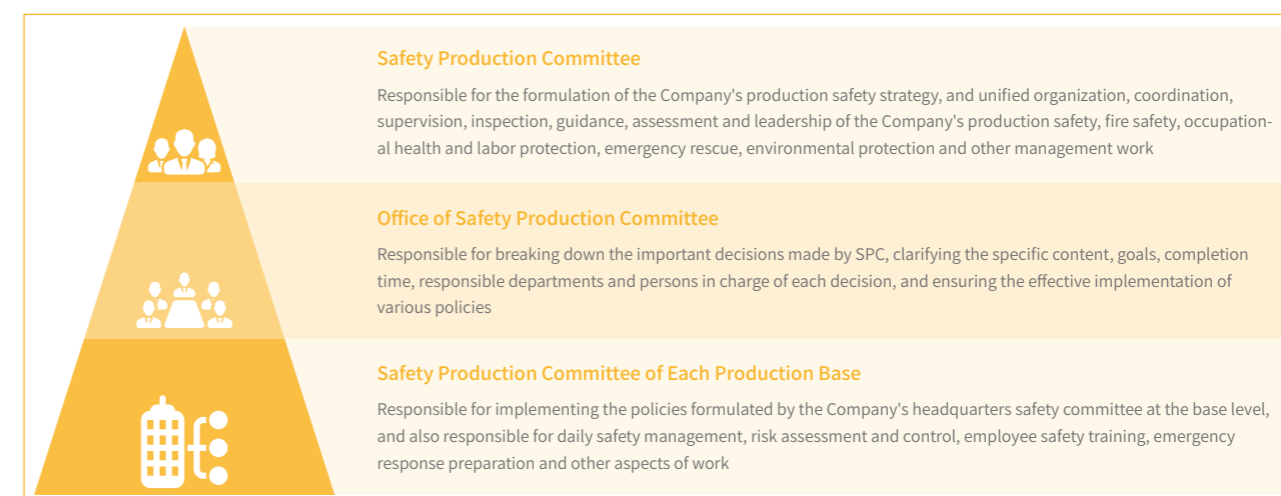 Safety Production Committee
Responsible for the formulation of the Company's production safety strategy, and unified organization, coordination,
supervision, inspection, guidance, assessment and leadership of the Company's production safety, fire safety, occupation-
al health and labor protection, emergency rescue, environmental protection and other management work
Office of Safety Production Committee
Responsible for breaking down the important decisions made by SPC, clarifying the specific content, goals, completion
time, responsible departments and persons in charge of each decision, and ensuring the effective implementation of
various policies
Safety Production Committee of Each Production Base
Responsible for implementing the policies formulated by the Company's headquarters safety committee at the base level,
and also responsible for daily safety management, risk assessment and control, employee safety training, emergency
response preparation and other aspects of work